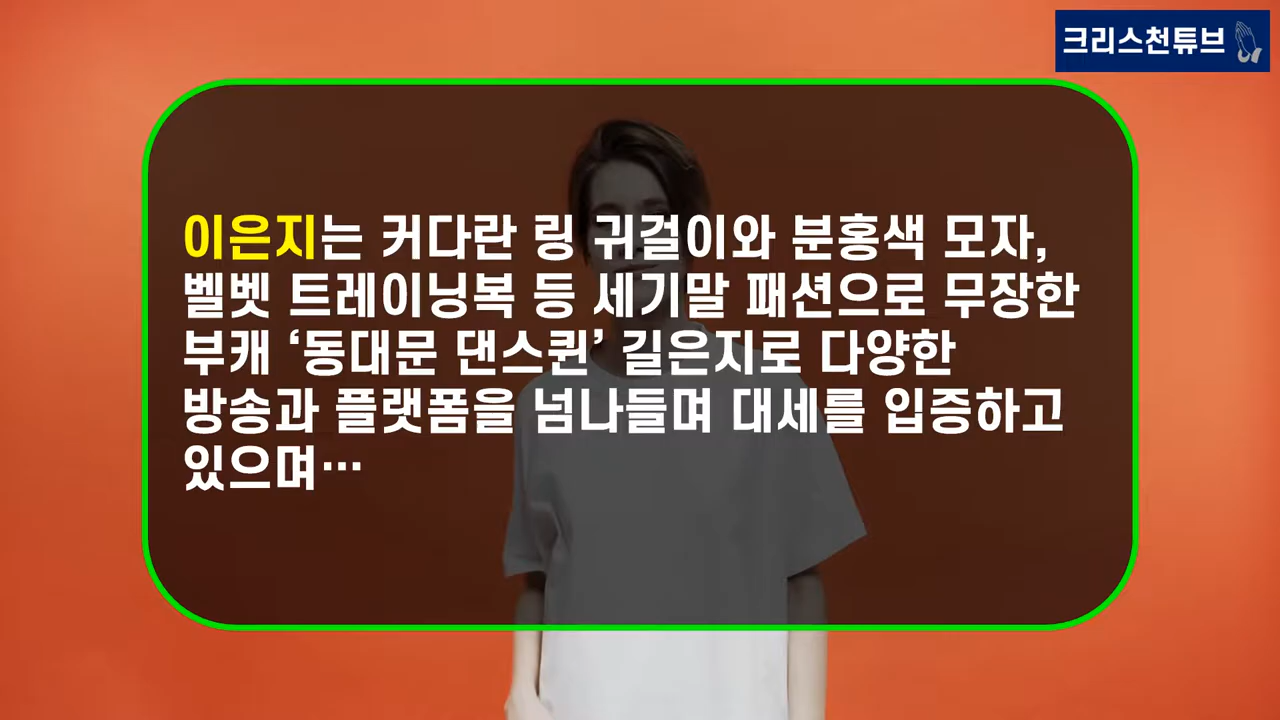 크리스천튜브
이은지는 커다란 링 귀걸이와 분홍색 모자,
벨벳 트레이닝복 등 세기말 패션으로 무장한
부캐 ‘동대문 댄스퀸’ 길은지로 다양한
방송과 플랫폼을 넘나들며 대세를 입증하고
있으며…